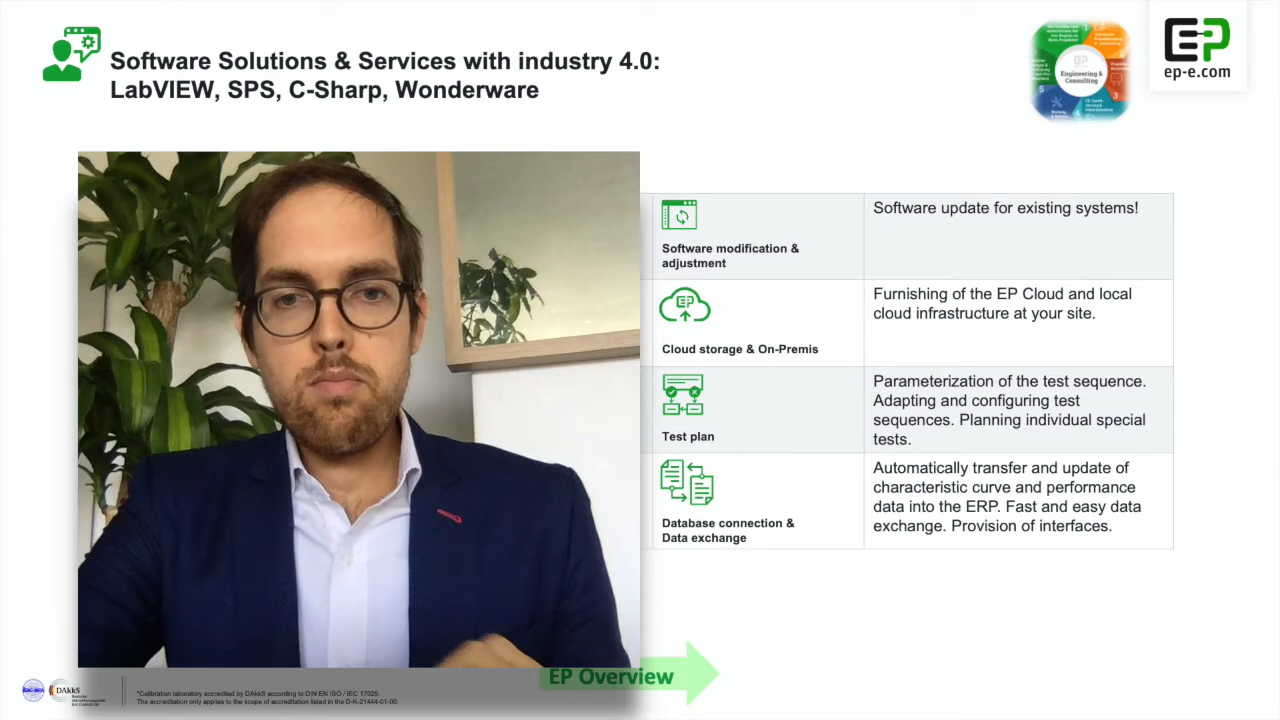 Software Solutions & Services with industry 4.0:
LabVIEW, SPS, C-Sharp, Wonderware
Engineering &
Consulting
EP
ep-e.com
Software modification &
adjustment
Software update for existing systems!
EP
Cloud storage & On-Premis
Furnishing of the EP Cloud and local
cloud infrastructure at your site.
Test plan
Parameterization of the test sequence.
Adapting and configuring test
sequences. Planning individual special
tests.
Database connection &
Data exchange
Automatically transfer and update of
characteristic curve and performance
data into the ERP. Fast and easy data
exchange. Provision of interfaces.
EP Overview
DAkkS
*Calibration laboratory accredited by DAkkS according to DIN EN ISO / IEC 17025.
The accreditation only applies to the scope of accreditation listed in the D-K-21444-01-00.